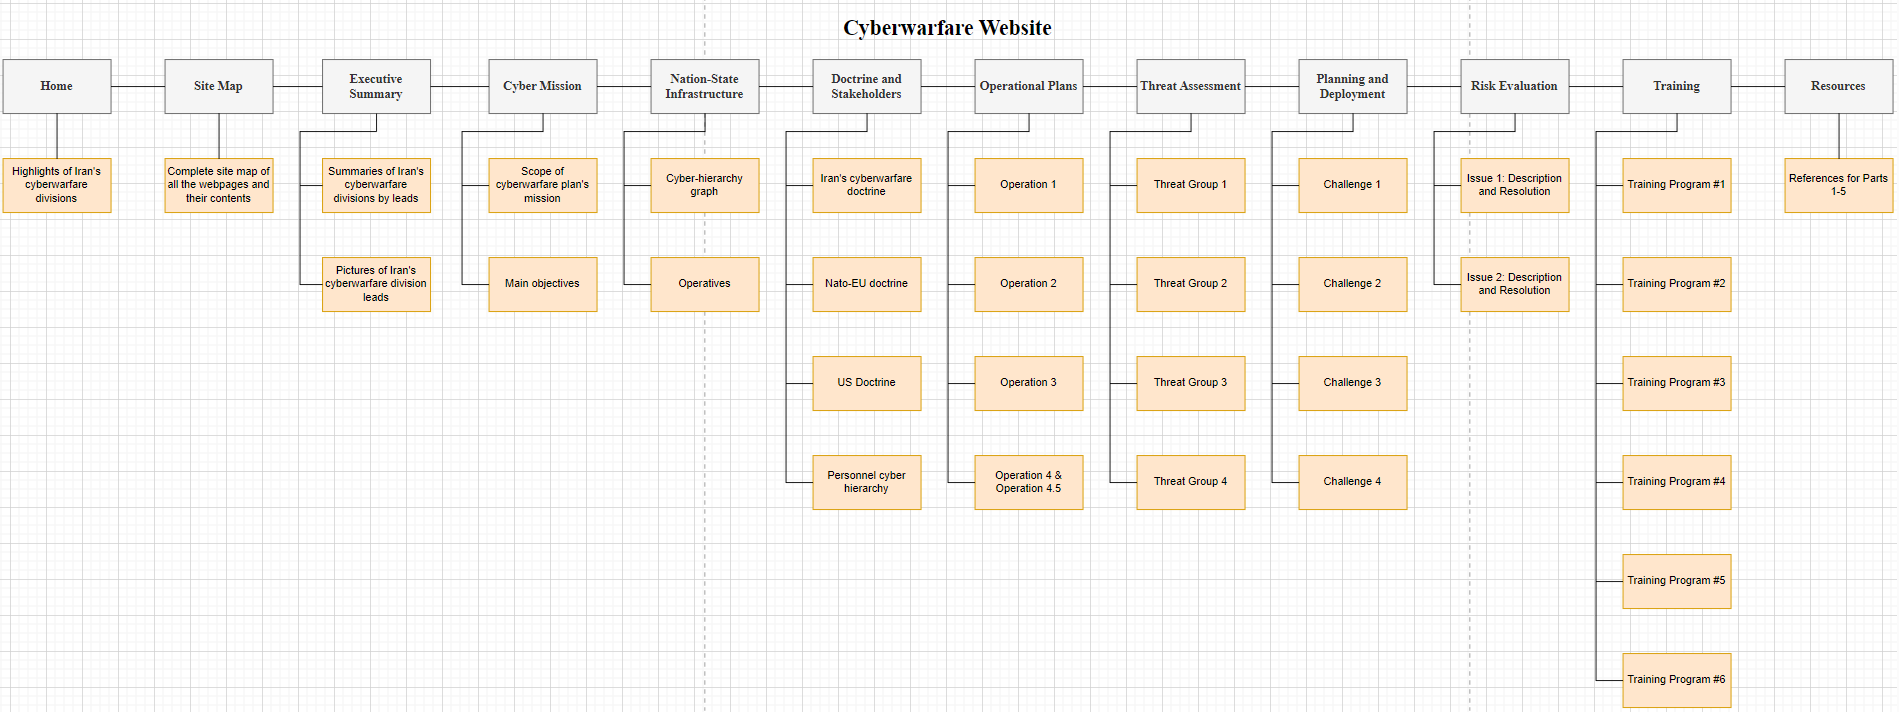 Cyberwarfare Website
Home
Site Map
Executive
Summary
Cyber Mission
Nation-State
Infrastructure
Doctrine and
Stakeholders
Operational Plans
Threat Assessment
Planning and
Deployment
Risk Evaluation
Training
Resources
Highlights of Iran's
cyberwarfare
divisions
Complete site map of
all the webpages and
their contents
Summaries of Iran's
cyberwarfare
divisions by leads
Scope of
cyberwarfare plan's
mission
Cyber-hierarchy
graph
Iran's cyberwarfare
doctrine
Operation 1
Threat Group 1
Challenge 1
Issue 1: Description
and Resolution
Training Program #1
References for Parts
1-5
Pictures of Iran's
cyberwarfare division
leads
Main objectives
Operatives
Nato-EU doctrine
Operation 2
Threat Group 2
Challenge 2
Issue 2: Description
and Resolution
Training Program #2
US Doctrine
Operation 3
Threat Group 3
Challenge 3
Training Program #3
Personnel cyber
hierarchy
Operation 4 &
Operation 4.5
Threat Group 4
Challenge 4
Training Program #4
Training Program #5
Training Program #6